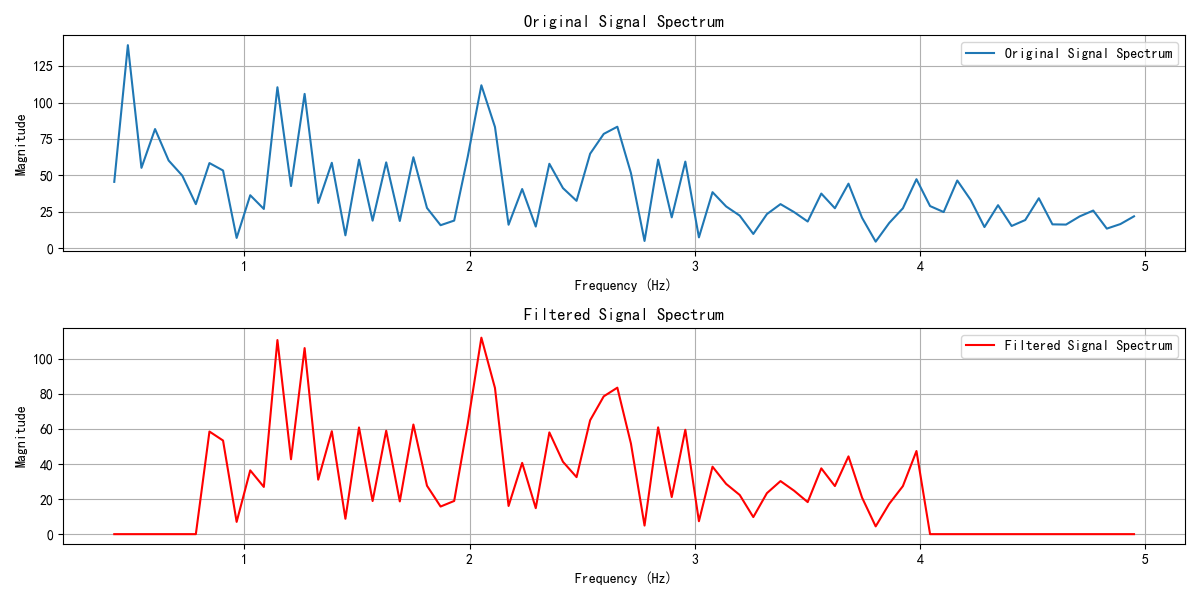 Original Signal Spectrum
Original Signal Spectrum
Magnitude
125
100
75
50
25
0
1 2 3 4 5
Frequency (Hz)
Filtered Signal Spectrum
Filtered Signal Spectrum
Magnitude
100
80
60
40
20
0
1 2 3 4 5
Frequency (Hz)